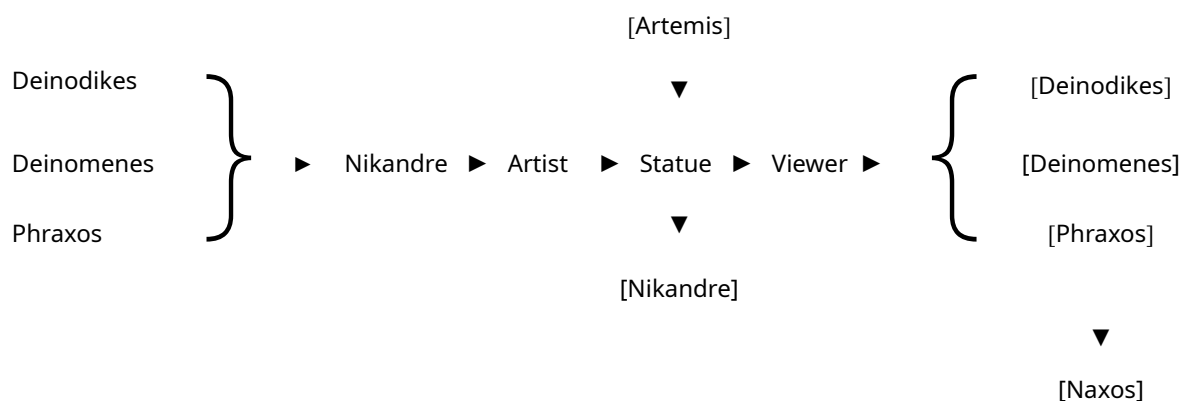 [Artemis]
Deinodikes [Deinodikes]
Deinomenes ► Nikandre ► Artist ► Statue ► Viewer ► [Deinomenes]
Phraxos [Phraxos]
[Nikandre]
[Naxos]